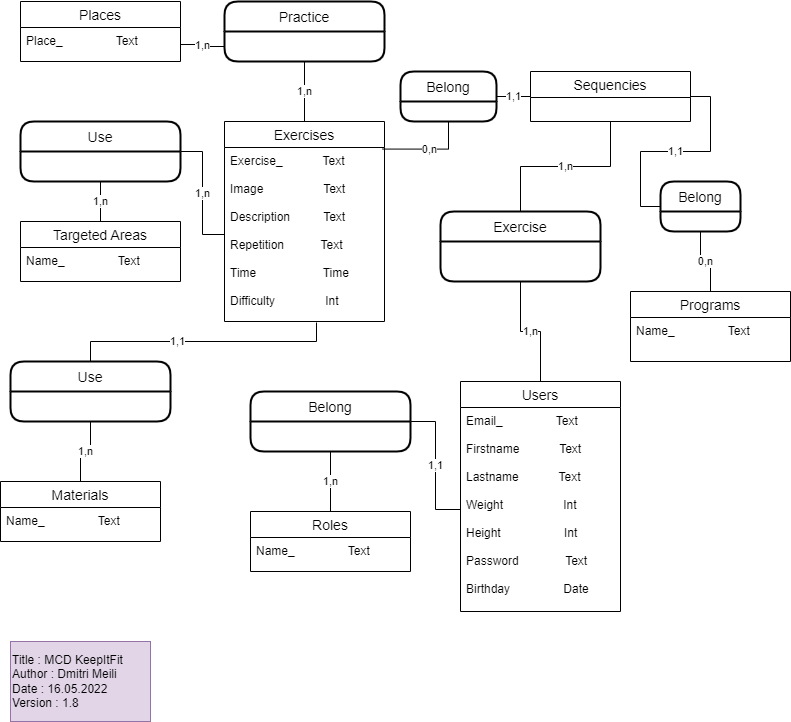 Places
Place_ Text
1,n
Practice
1,n
Belong
1,1
Sequencies
0,n
1,n
1,1
Belong
0,n
Use
1,n
1,n
Targeted Areas
Name_ Text
Exercises
Exercise_ Text
Image Text
Description Text
Repetition Text
Time Time
Difficulty Int
Exercise
1,n
Programs
Name_ Text
1,1
Use
1,n
Materials
Name_ Text
Belong
1,1
1,n
Roles
Name_ Text
Users
Email_ Text
Firstname Text
Lastname Text
Weight Int
Height Int
Password Text
Birthday Date
Title : MCD KeepItFit
Author : Dmitri Meili
Date : 16.05.2022
Version : 1.8